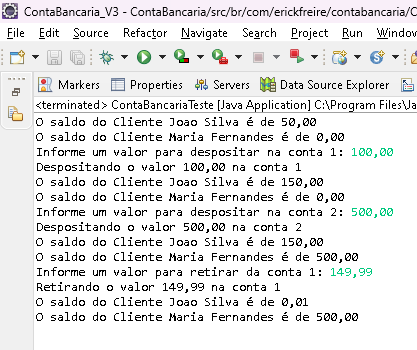 ContaBancaria_V3 - ContaBancaria/src/br/com/erickfreire/contabancaria/C
File Edit Source Refactor Navigate Search Project Run Window
Markers Properties Servers Data Source Explorer
<terminated> ContaBancariaTeste [Java Application] C:\Program Files\Ja
O saldo do Cliente Joao Silva é de 50,00
O saldo do Cliente Maria Fernandes é de 0,00
Informe um valor para despositar na conta 1: 100,00
Despositando o valor 100,00 na conta 1
O saldo do Cliente Joao Silva é de 150,00
O saldo do Cliente Maria Fernandes é de 0,00
Informe um valor para despositar na conta 2: 500,00
Despositando o valor 500,00 na conta 2
O saldo do Cliente Joao Silva é de 150,00
O saldo do Cliente Maria Fernandes é de 500,00
Informe um valor para retirar da conta 1: 149,99
Retirando o valor 149,99 na conta 1
O saldo do Cliente Joao Silva é de 0,01
O saldo do Cliente Maria Fernandes é de 500,00